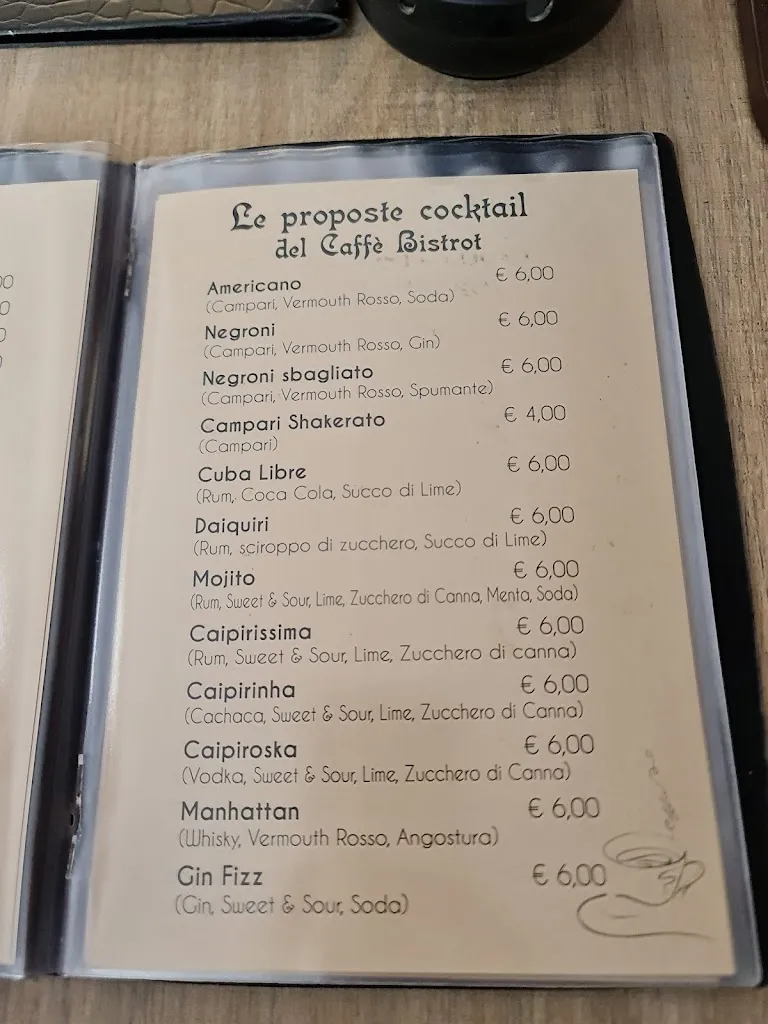 Le proposte cocktail
del Caffè Bistrot
Americano € 6,00
(Campari, Vermouth Rosso, Soda)
Negroni € 6,00
(Campari, Vermouth Rosso, Gin)
Negroni sbagliato € 6,00
(Campari, Vermouth Rosso, Spumante)
Campari Shakerato € 4,00
(Campari)
Cuba Libre € 6,00
(Rum, Coca Cola, Succo di Lime)
Daiquiri € 6,00
(Rum, sciroppo di zucchero, Succo di Lime)
Mojito € 6,00
(Rum, Sweet & Sour, Lime, Zucchero di Canna, Menta, Soda)
Caipirissima € 6,00
(Rum, Sweet & Sour, Lime, Zucchero di canna)
Caipirinha € 6,00
(Cachaca, Sweet & Sour, Lime, Zucchero di Canna)
Caipiroska € 6,00
(Vodka, Sweet & Sour, Lime, Zucchero di Canna)
Manhattan € 6,00
(Whisky, Vermouth Rosso, Angostura)
Gin Fizz € 6,00
(Gin, Sweet & Sour, Soda)